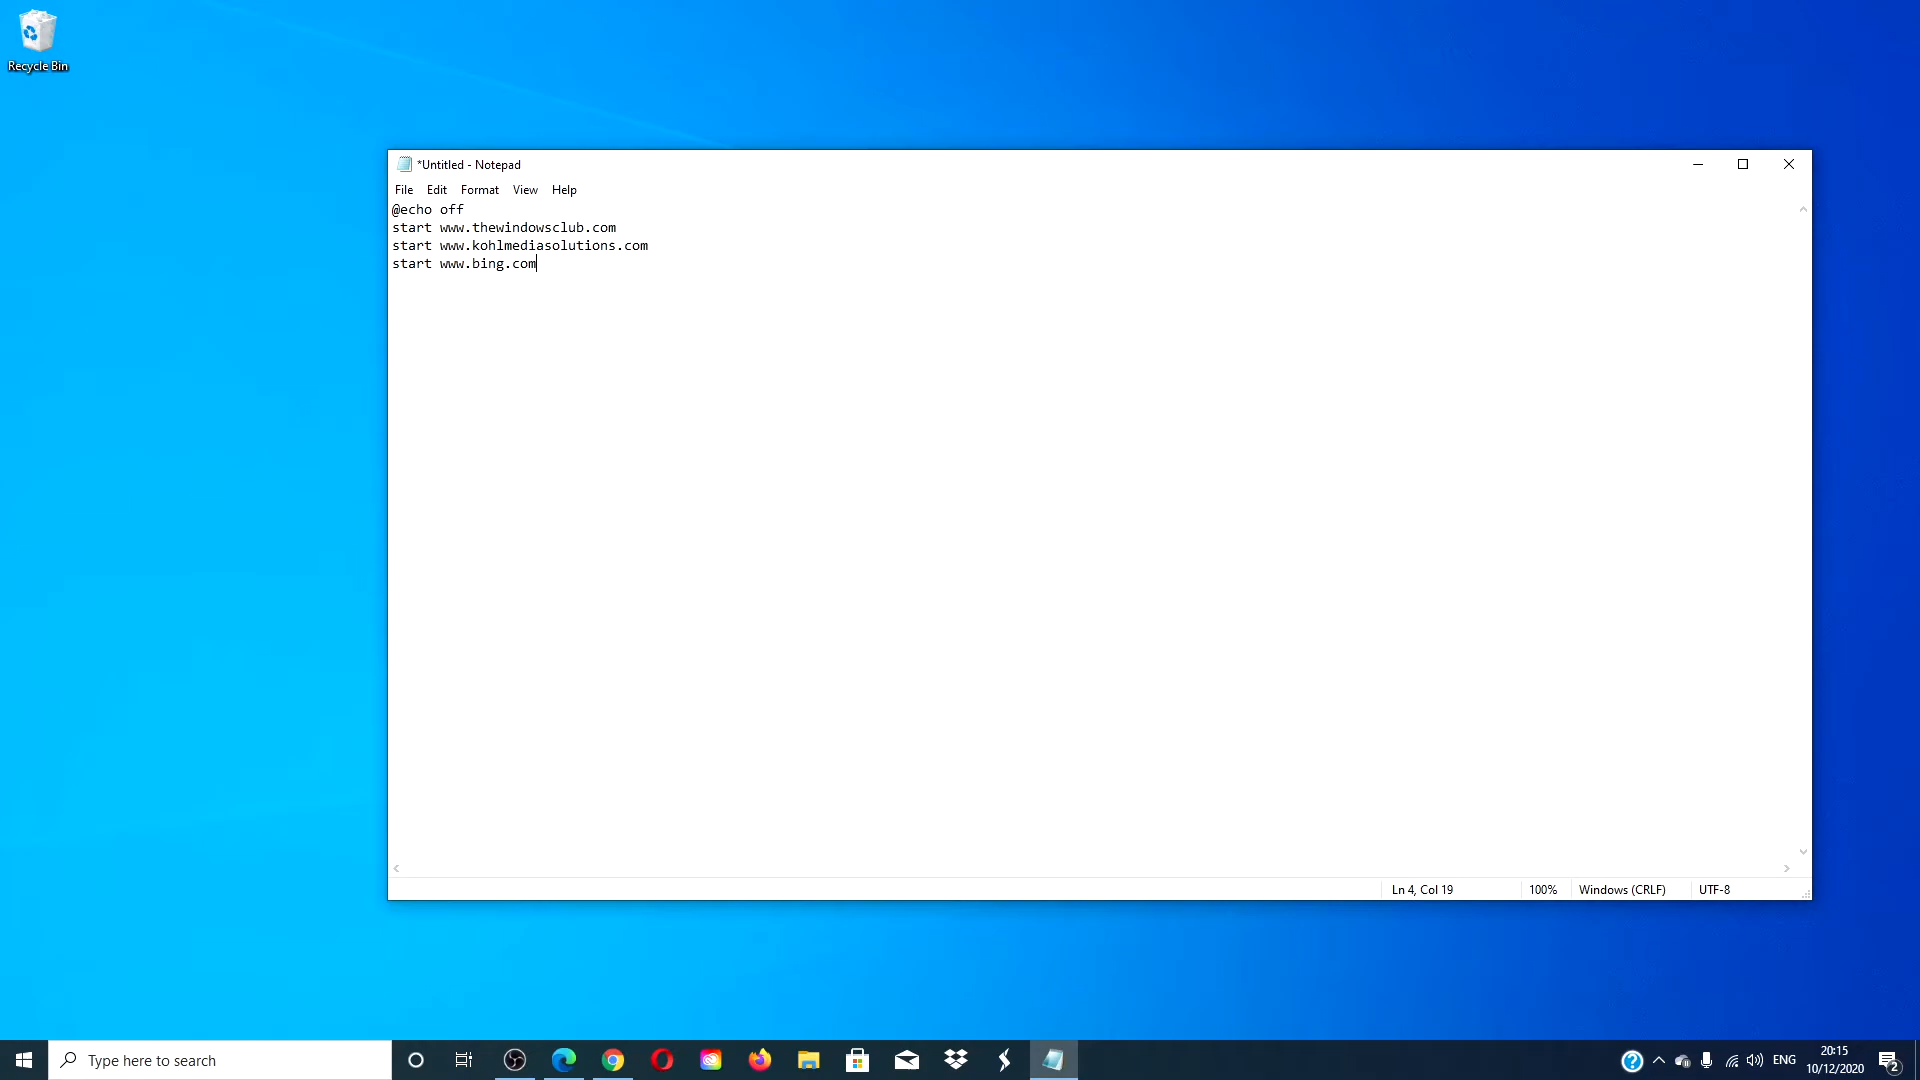 Recycle Bin
*Untitled - Notepad
File Edit Format View Help
@echo off
start www.thewindowsclub.com
start www.kohlmediasolutions.com
start www.bing.com
Ln 4, Col 19 100% Windows (CRLF) UTF-8
Type here to search
ENG
20:15
10/12/2020
2